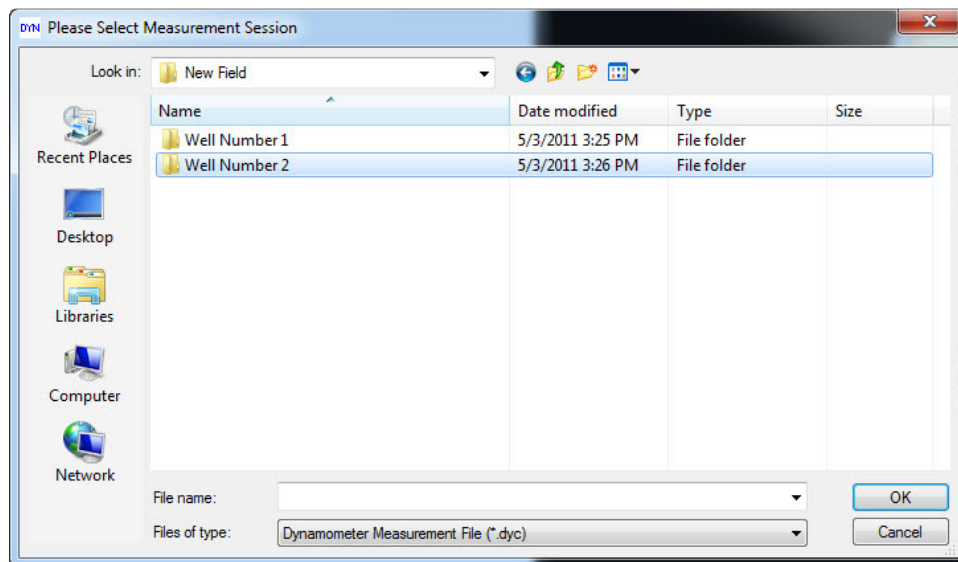 DYN Please Select Measurement Session X
Look in: New Field
Name Date modified Type Size
Well Number 1 5/3/2011 3:25 PM File folder
Well Number 2 5/3/2011 3:26 PM File folder
Recent Places
Desktop
Libraries
Computer
Network
File name: OK
Files of type: Dynamometer Measurement File (*.dyc) Cancel